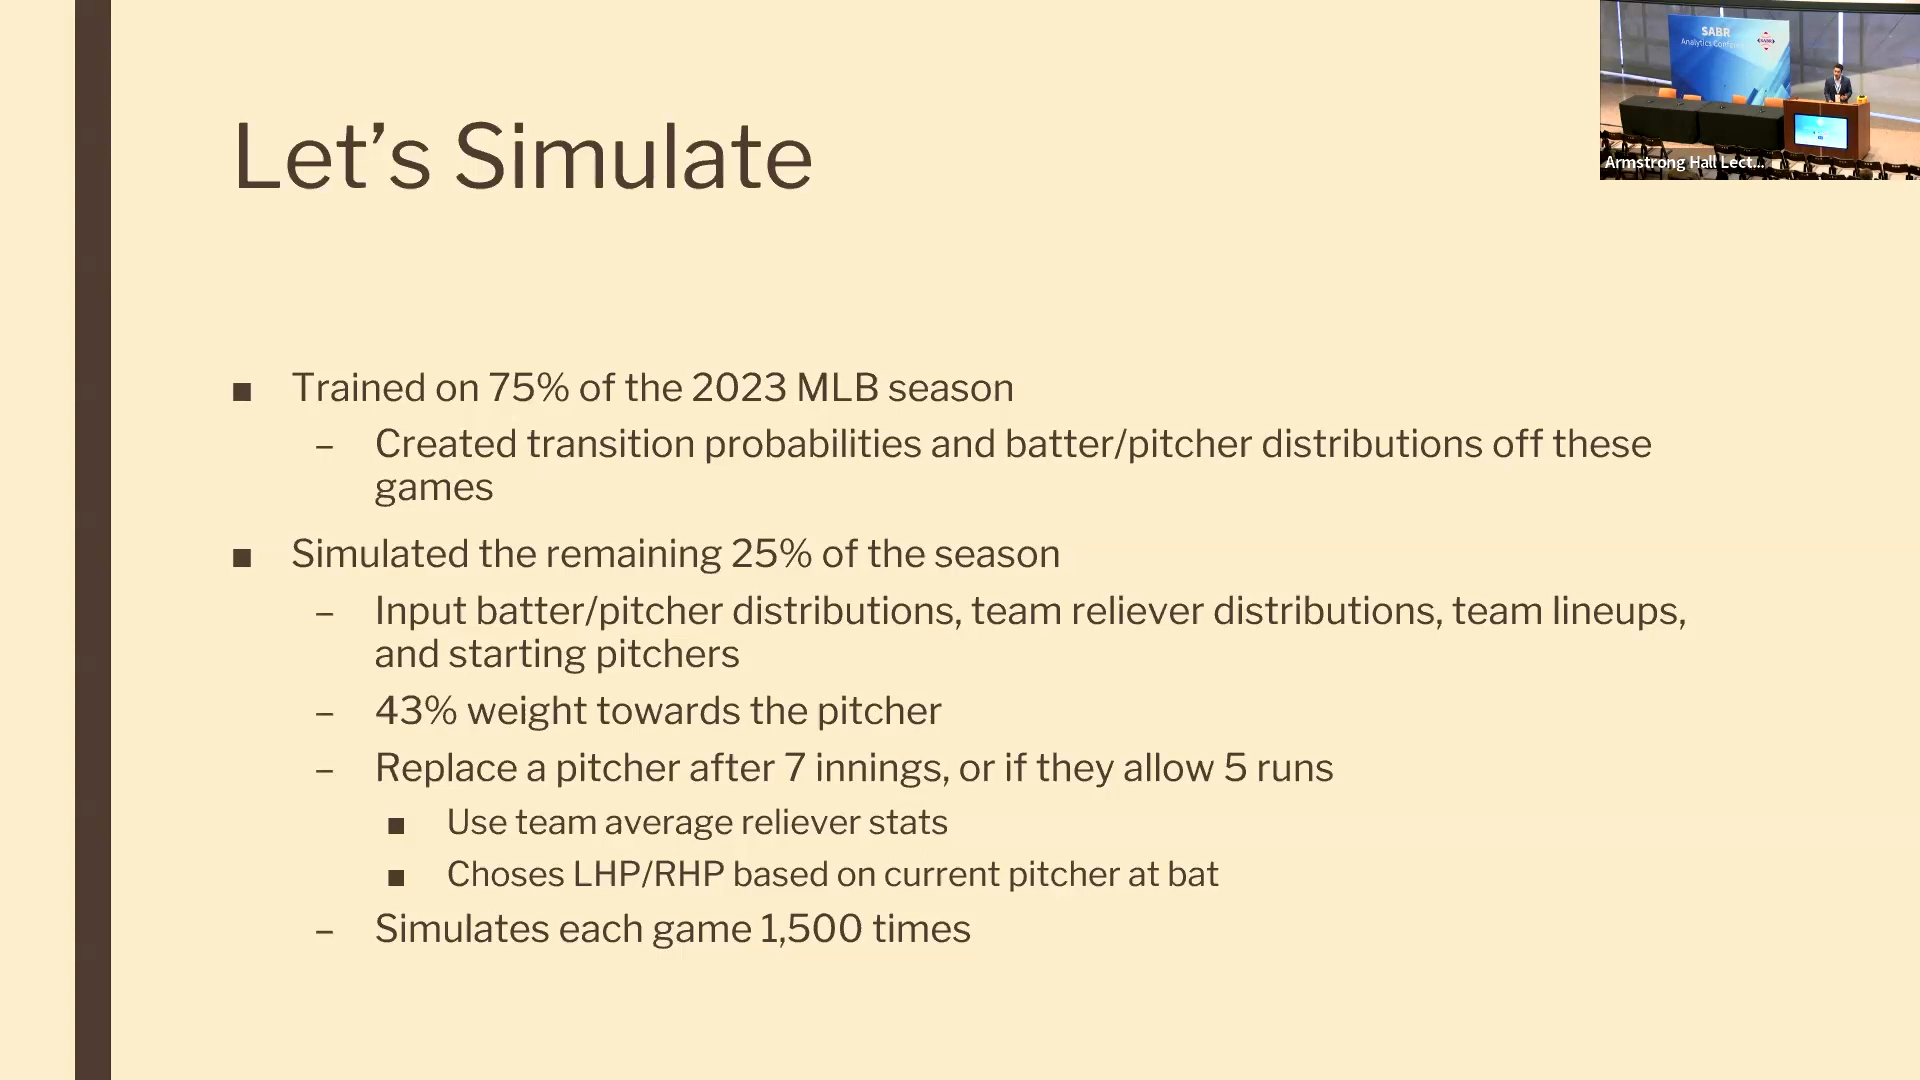 SABR
Analytics
Armstrong Hall Lect...
Let’s Simulate
■ Trained on 75% of the 2023 MLB season
– Created transition probabilities and batter/pitcher distributions off these
games
■ Simulated the remaining 25% of the season
– Input batter/pitcher distributions, team reliever distributions, team lineups,
and starting pitchers
– 43% weight towards the pitcher
– Replace a pitcher after 7 innings, or if they allow 5 runs
■ Use team average reliever stats
■ Choses LHP/RHP based on current pitcher at bat
– Simulates each game 1,500 times